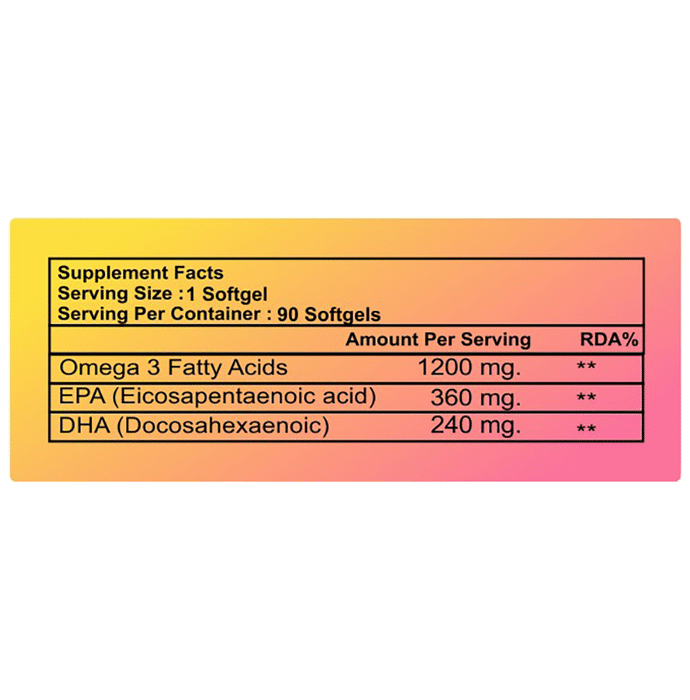 Supplement Facts
Serving Size :1 Softgel
Serving Per Container : 90 Softgels
Amount Per Serving RDA%
Omega 3 Fatty Acids 1200 mg. **
EPA (Eicosapentaenoic acid) 360 mg. **
DHA (Docosahexaenoic) 240 mg. **